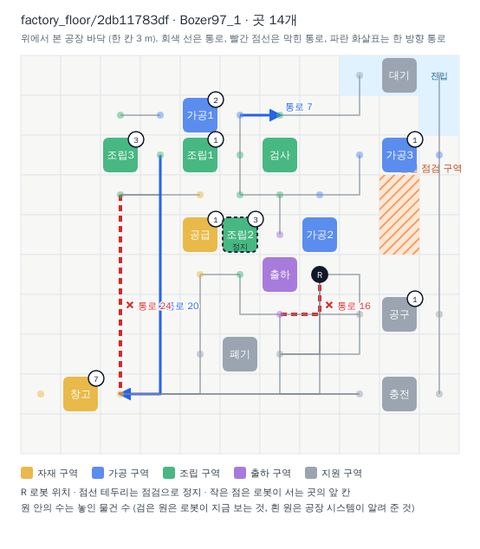 factory_floor/2db11783df · Bozer97_1 · 곳 14개
위에서 본 공장 바닥 (한 칸 3 m). 회색 선은 통로, 빨간 점선은 막힌 통로, 파란 화살표는 한 방향 통로
대기
전립
2
가공1
통로 7
3
조립3
1
조립1
검사
1
가공3
점검 구역
1
공급
3
조립2
정지
가공2
출하
R
✕ 통로 24
통로 20
✕ 통로 16
1
공구
폐기
7
창고
충전
자재 구역
가공 구역
조립 구역
출하 구역
지원 구역
R 로봇 위치 · 점선 테두리는 점검으로 정지 · 작은 점은 로봇이 서는 곳의 앞 칸
원 안의 수는 놓인 물건 수 (검은 원은 로봇이 지금 보는 것, 흰 원은 공장 시스템이 알려 준 것)